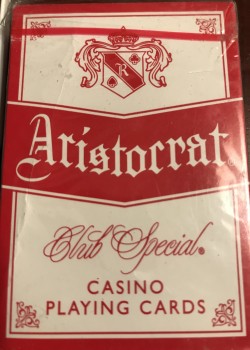 R
Aristocrat®
Club Special®
CASINO
PLAYING CARDS